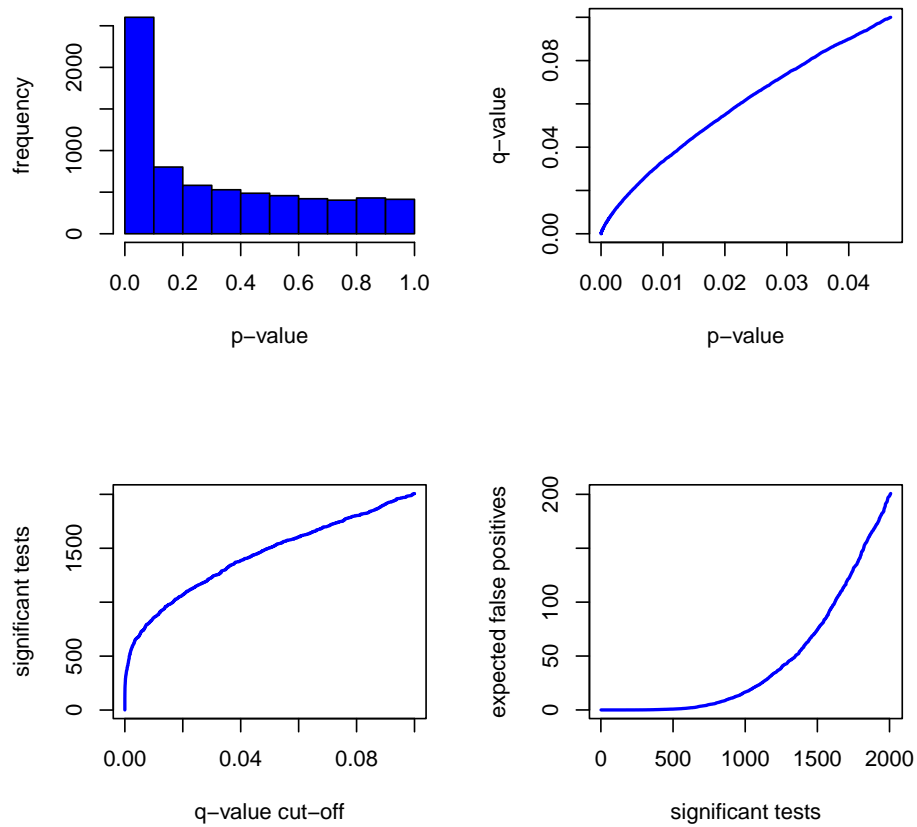 frequency
0
1000
2000
0.0 0.2 0.4 0.6 0.8 1.0
p−value
q−value
0.00
0.04
0.08
0.00 0.01 0.02 0.03 0.04
p−value
significant tests
0
500
1500
0.00 0.04 0.08
q−value cut−off
expected false positives
0
50
100
200
0 500 1000 1500 2000
significant tests